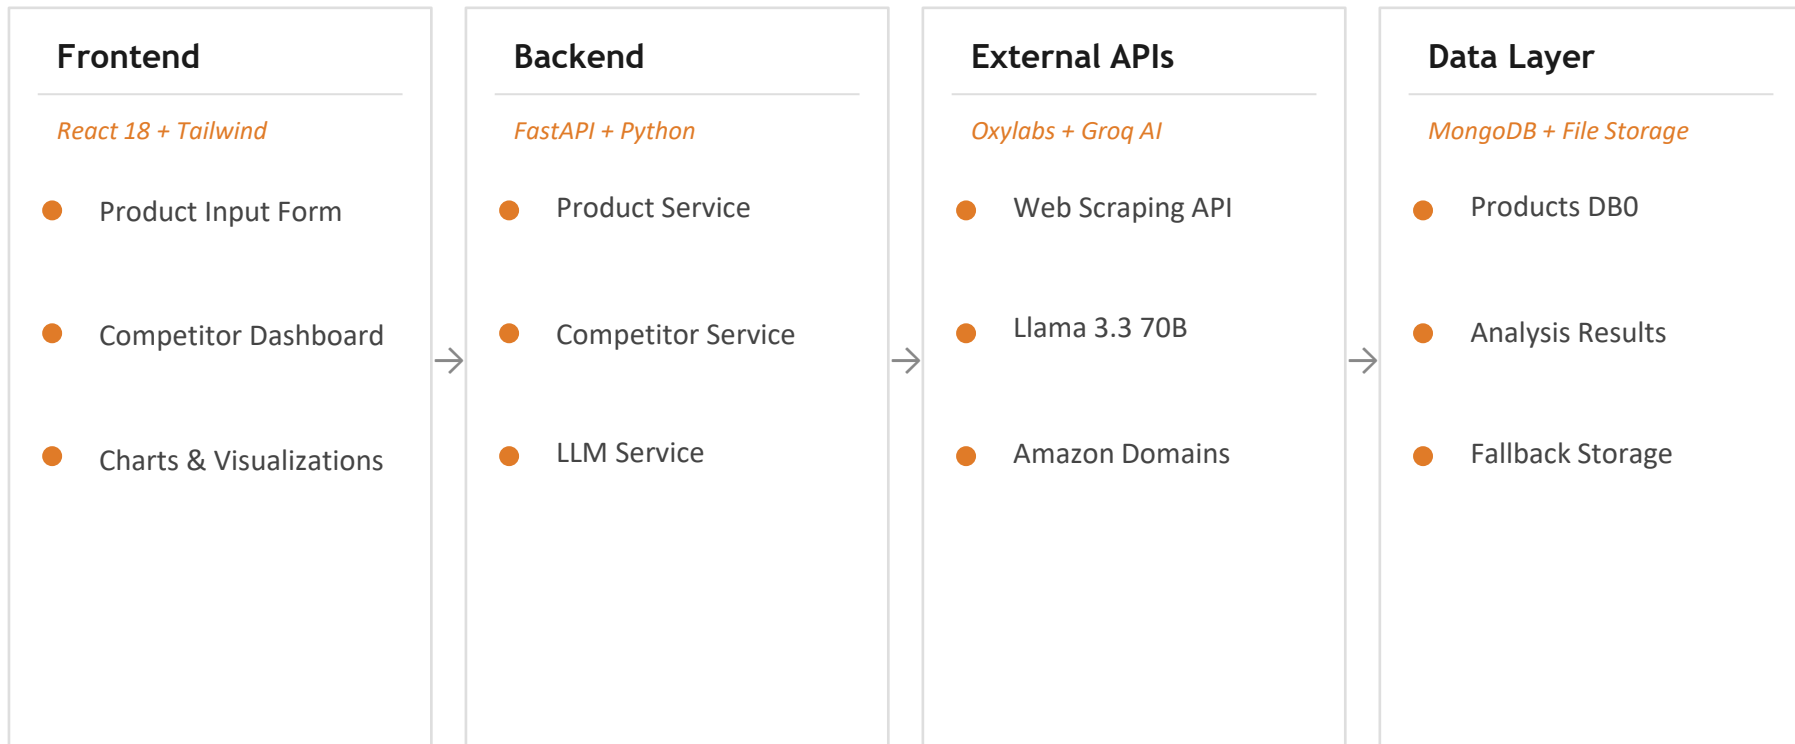 Frontend
React 18 + Tailwind
Product Input Form
Competitor Dashboard
Charts & Visualizations
Backend
FastAPI + Python
Product Service
Competitor Service
LLM Service
External APIs
Oxylabs + Groq AI
Web Scraping API
Llama 3.3 70B
Amazon Domains
Data Layer
MongoDB + File Storage
Products DB0
Analysis Results
Fallback Storage